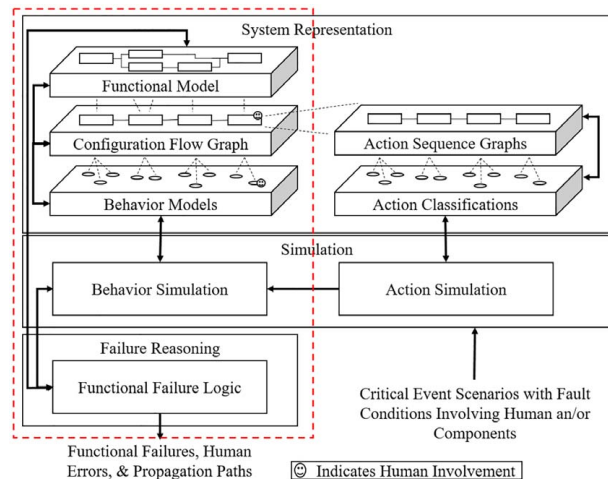 System Representation
Functional Model
Configuration Flow Graph
Behavior Models
Action Sequence Graphs
Action Classifications
Simulation
Behavior Simulation
Action Simulation
Failure Reasoning
Functional Failure Logic
Critical Event Scenarios with Fault
Conditions Involving Human an/or
Components
Functional Failures, Human
Errors, & Propagation Paths
Indicates Human Involvement